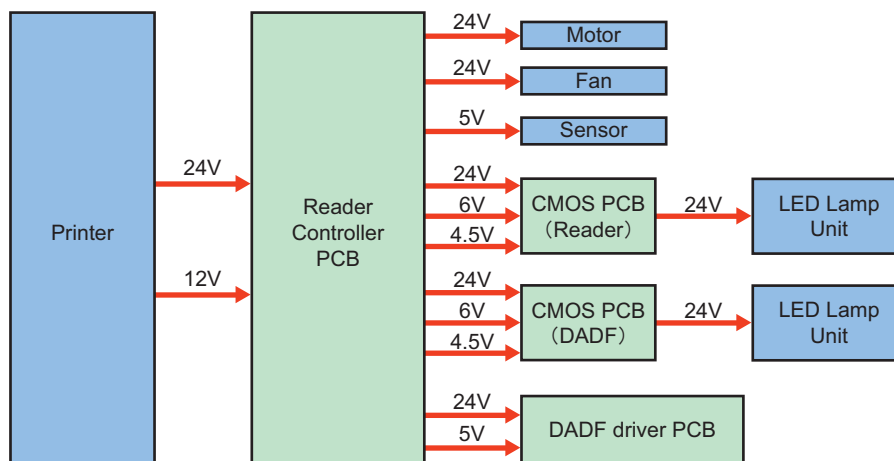 Printer
24V
12V
Reader
Controller
PCB
24V
Motor
24V
Fan
5V
Sensor
24V
6V
4.5V
CMOS PCB
（Reader）
24V
LED Lamp
Unit
24V
6V
4.5V
CMOS PCB
（DADF）
24V
LED Lamp
Unit
24V
5V
DADF driver PCB